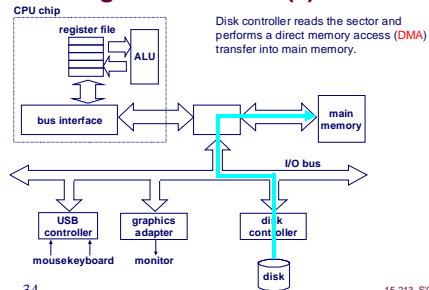 CPU chip
register file
ALU
Disk controller reads the sector and
performs a direct memory access (DMA)
transfer into main memory.
bus interface
main
memory
I/O bus
USB
controller
graphics
adapter
disk
controller
mousekeyboard
monitor
disk
34